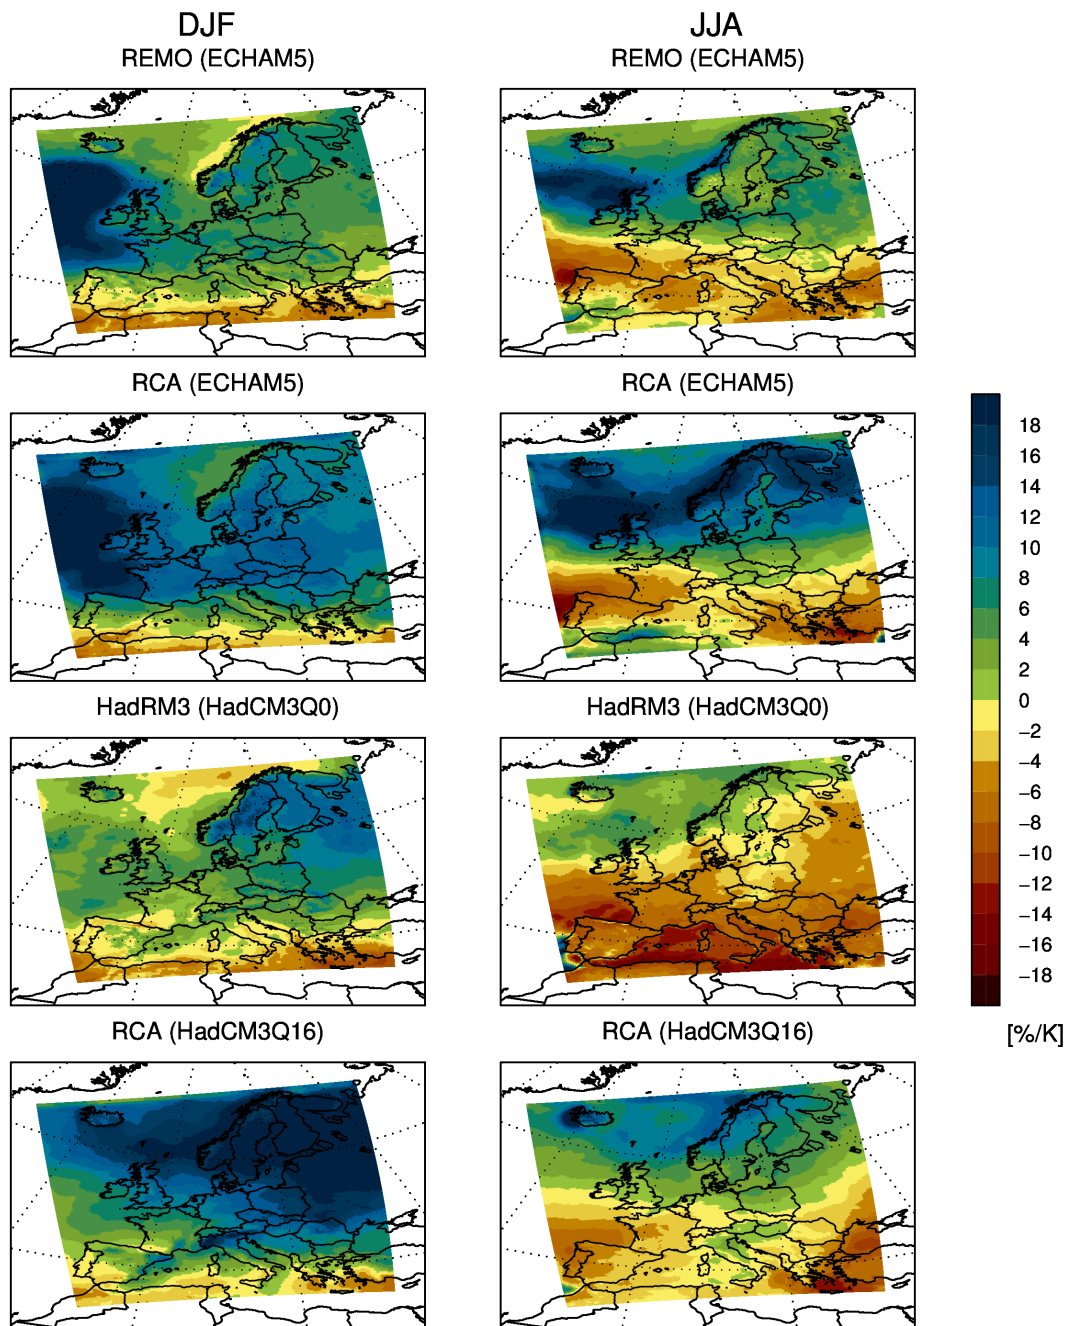 DJF
JJA
REMO (ECHAM5)
REMO (ECHAM5)
RCA (ECHAM5)
RCA (ECHAM5)
HadRM3 (HadCM3Q0)
HadRM3 (HadCM3Q0)
RCA (HadCM3Q16)
RCA (HadCM3Q16)
18
16
14
12
10
8
6
4
2
0
−2
−4
−6
−8
−10
−12
−14
−16
−18
[%/K]